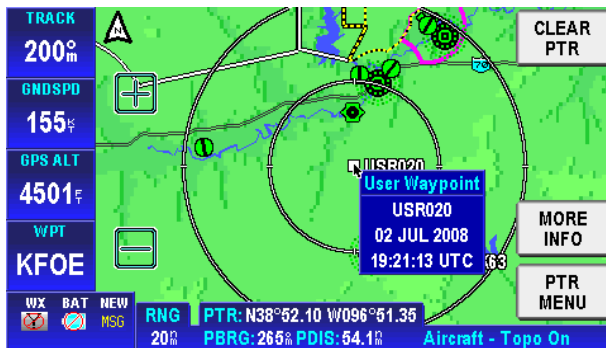 TRACK
200°m
GNDSPD
155KT
GPS ALT
4501FT
WPT
KFOE
WX BAT NEW
MSG
RNG
20nm
N
USR020
User Waypoint
USR020
02 JUL 2008
19:21:13 UTC
K63
PTR: N38°52.10 W096°51.35
PBRG: 265°m PDIS: 54.1nm
Aircraft - Topo On
CLEAR
PTR
MORE
INFO
PTR
MENU